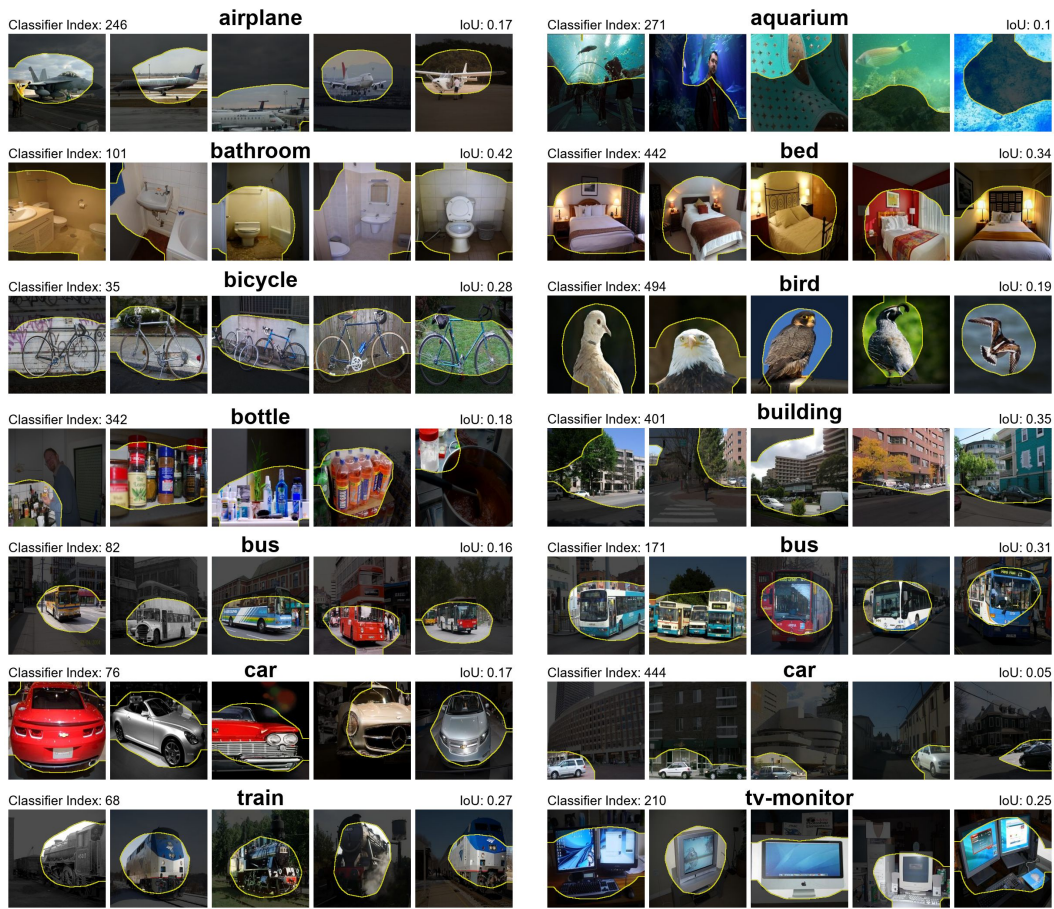 airplane
Classifier Index: 246 IoU: 0.17
aquarium
Classifier Index: 271 IoU: 0.1
bathroom
Classifier Index: 101 IoU: 0.42
bed
Classifier Index: 442 IoU: 0.34
bicycle
Classifier Index: 35 IoU: 0.28
bird
Classifier Index: 494 IoU: 0.19
bottle
Classifier Index: 342 IoU: 0.18
building
Classifier Index: 401 IoU: 0.35
bus
Classifier Index: 82 IoU: 0.16
bus
Classifier Index: 171 IoU: 0.31
car
Classifier Index: 76 IoU: 0.17
car
Classifier Index: 444 IoU: 0.05
train
Classifier Index: 68 IoU: 0.27
tv-monitor
Classifier Index: 210 IoU: 0.25